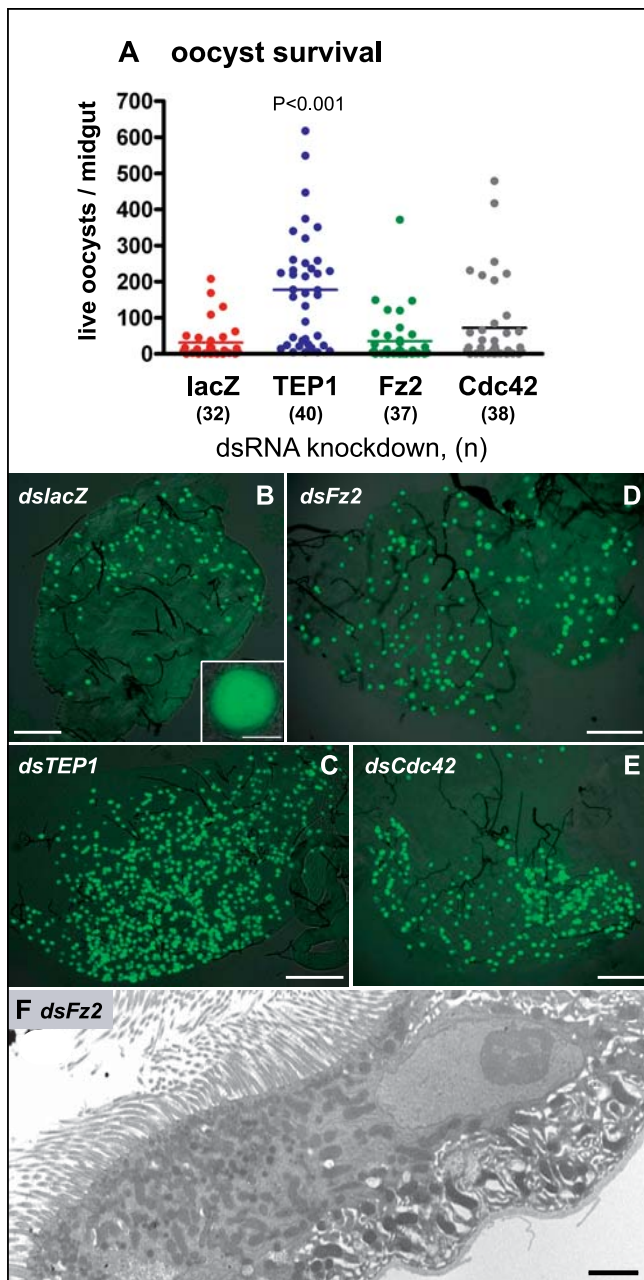 A oocyst survival
P<0.001
live oocysts / midgut
700
600
500
400
300
200
100
0
lacZ TEP1 Fz2 Cdc42
(32) (40) (37) (38)
dsRNA knockdown, (n)
dslacZ B
dsFz2 D
dsTEP1 C
dsCdc42 E
F dsFz2